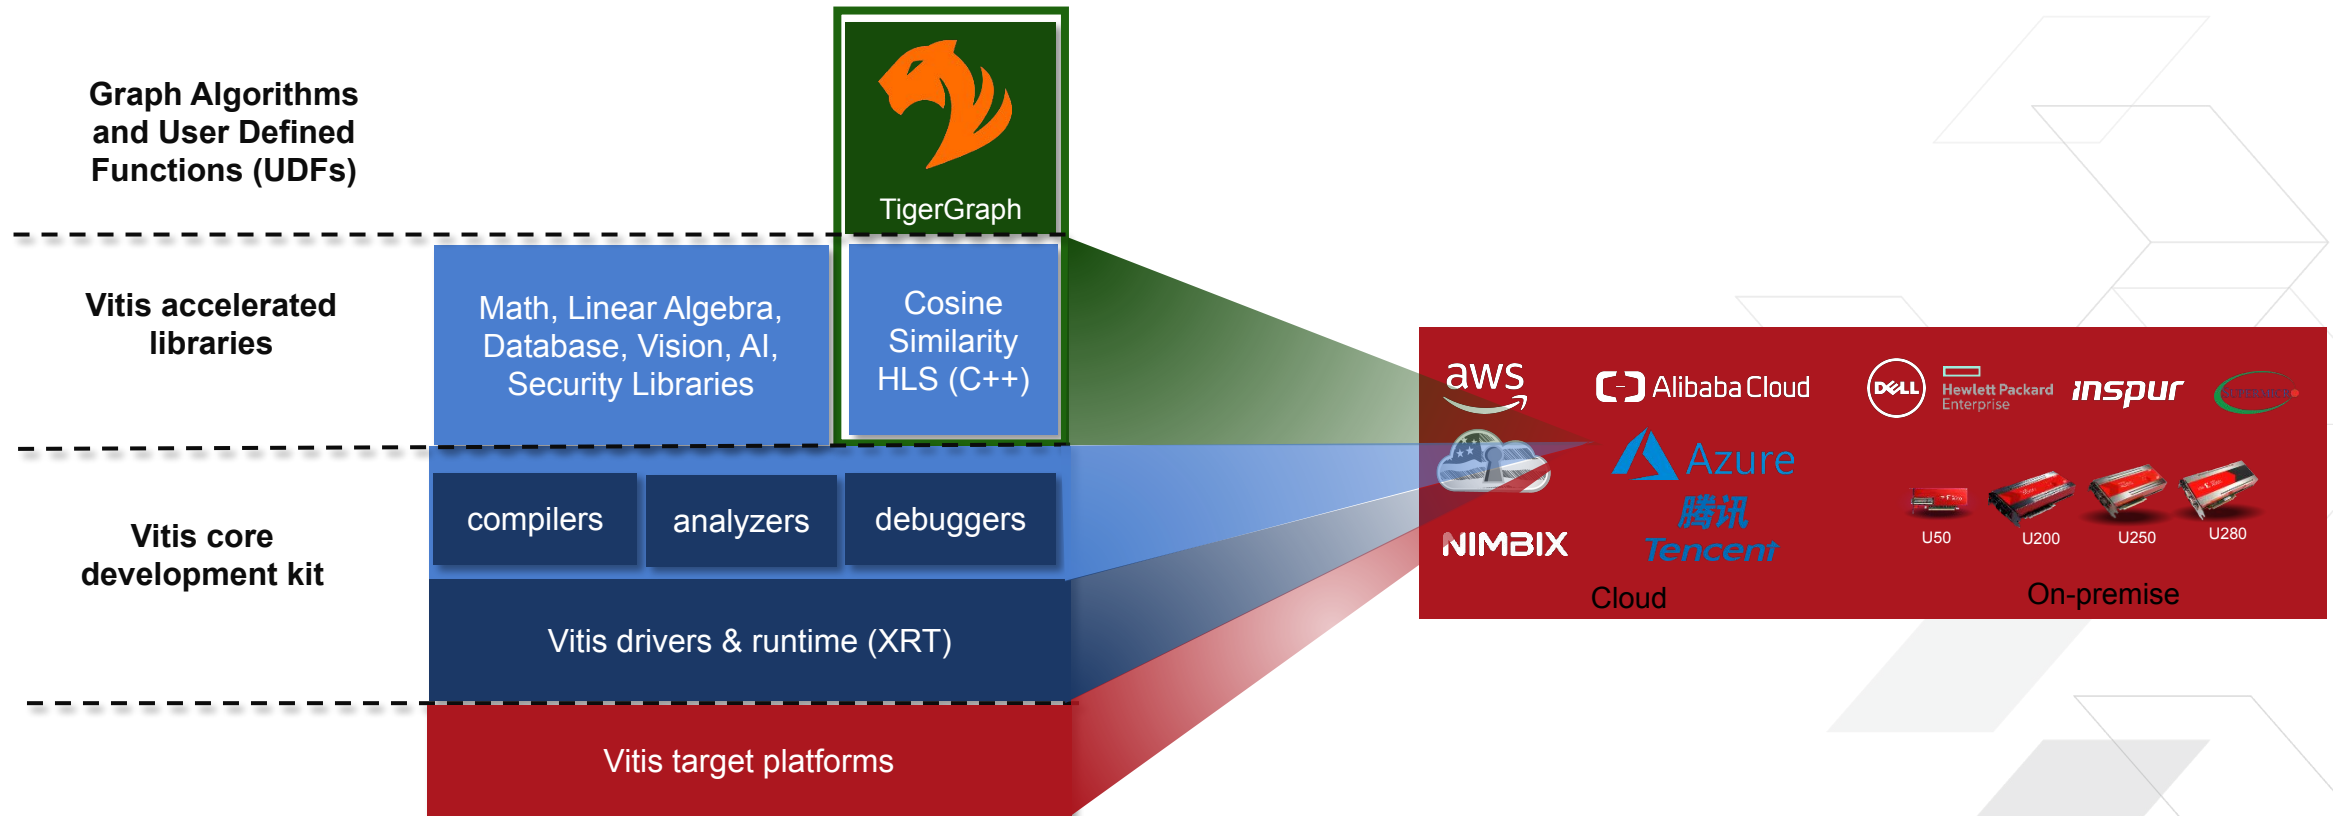 Graph Algorithms
and User Defined
Functions (UDFs)
TigerGraph
Vitis accelerated
libraries
Math, Linear Algebra,
Database, Vision, AI,
Security Libraries
Cosine
Similarity
HLS (C++)
Vitis core
development kit
compilers
analyzers
debuggers
Vitis drivers & runtime (XRT)
Vitis target platforms
aws
Alibaba Cloud
Azure
NIMBIX
腾讯
Tencent
Cloud
DELL
Hewlett Packard
Enterprise
inspur
U50
U200
U250
U280
On-premise